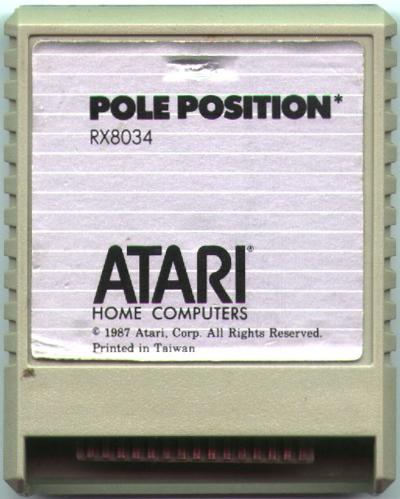 POLE POSITION*
RX8034
ATARI®
HOME COMPUTERS
© 1987 Atari, Corp. All Rights Reserved.
Printed in Taiwan